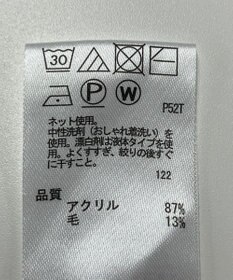 30
P W P52T
ネット使用。
中性洗剤(おしゃれ着洗い)を
使用。漂白剤は液体タイプを使
用。よくすすぎ、絞りの後すぐ
に干すこと。
122
品質
アクリル 87%
毛 13%